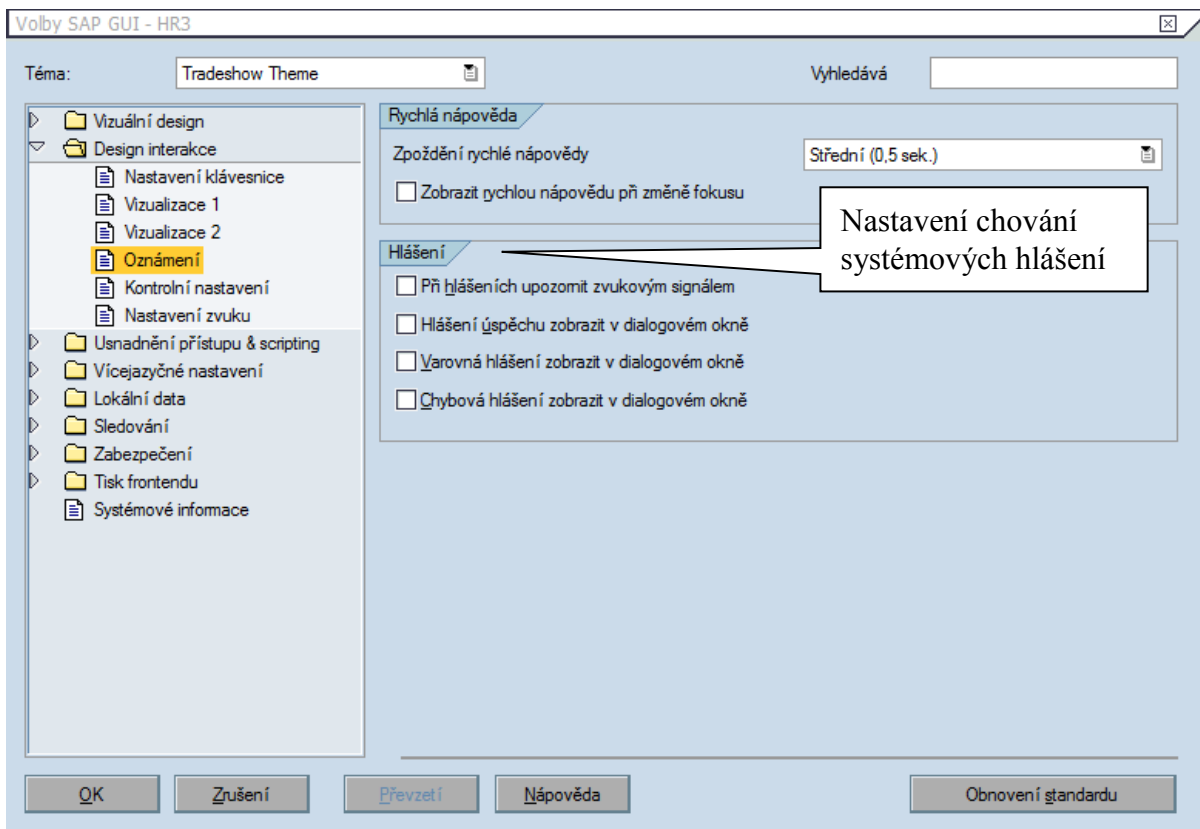 Volby SAP GUI - HR3
Téma:
Tradeshow Theme
Vyhledává
Vizuální design
Design interakce
Nastavení klávesnice
Vizualizace 1
Vizualizace 2
Oznámení
Kontrolní nastavení
Nastavení zvuku
Usnadnění přístupu & scripting
Vícejazyčné nastavení
Lokální data
Sledování
Zabezpečení
Tisk frontendu
Systémové informace
Rychlá nápověda
Zpoždění rychlé nápovědy
Střední (0,5 sek.)
Zobrazit rychlou nápovědu při změně fokusu
Nastavení chování
systémových hlášení
Hlášení
Při hlášeních upozornit zvukovým signálem
Hlášení úspěchu zobrazit v dialogovém okně
Varovná hlášení zobrazit v dialogovém okně
Chybová hlášení zobrazit v dialogovém okně
OK
Zrušení
Převzetí
Nápověda
Obnovení standardu